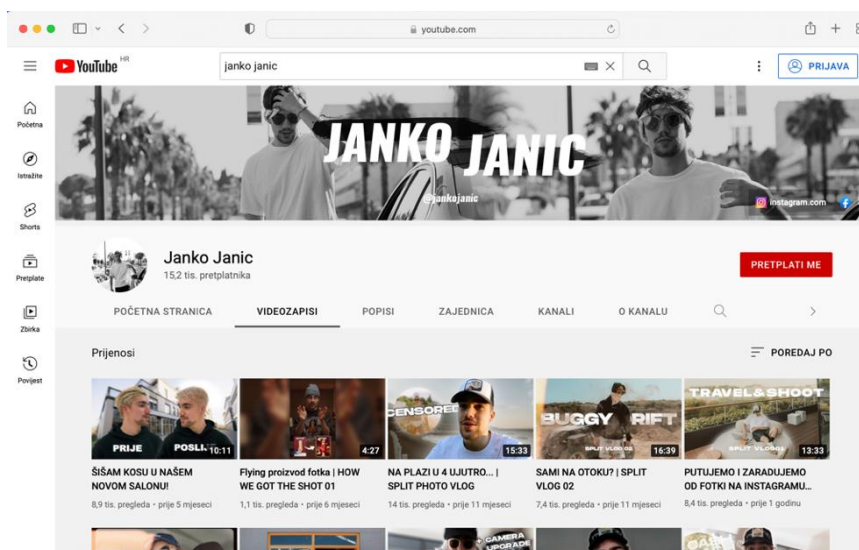 youtube.com
YouTube HR
janko janic
PRIJAVA
Početna
Istražite
Shorts
Pretplate
Zbirka
Povijest
JANKO JANIC
@jankojanic
instagram.com
Janko Janic
15,2 tis. pretplatnika
PRETPLATI ME
POČETNA STRANICA VIDEOZAPISI POPISI ZAJEDNICA KANALI O KANALU
Prijenosi
POREDAJ PO
PRIJE
10:11
4:27
CENSORED
15:33
BUGGY RIFT
SPLIT VLOG 02
16:39
TRAVEL&SHOOT
13:33
ŠIŠAM KOSU U NAŠEM
NOVOM SALONU!
8,9 tis. pregleda • prije 5 mjeseci
Flying proizvod fotka | HOW
WE GOT THE SHOT 01
1,1 tis. pregleda • prije 6 mjeseci
NA PLAZI U 4 UJUTRO... |
SPLIT PHOTO VLOG
14 tis. pregleda • prije 11 mjeseci
SAMI NA OTOKU? | SPLIT
VLOG 02
7,4 tis. pregleda • prije 11 mjeseci
PUTUJEMO I ZARAĐUJEMO
OD FOTKI NA INSTAGRAMU...
8,4 tis. pregleda • prije 1 godinu
+ CAMERA
UPGRADE